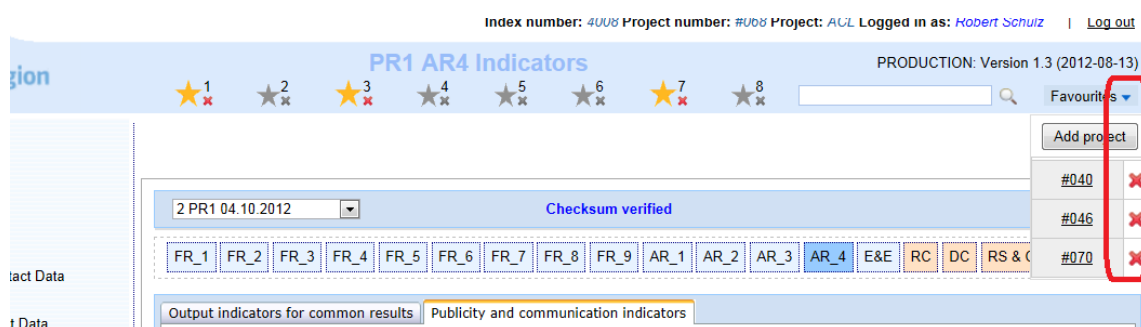 Index number: 4008 Project number: #068 Project: ACL Logged in as: Robert Schulz | Log out
gion
PR1 AR4 Indicators
PRODUCTION: Version 1.3 (2012-08-13)
1 2 3 4 5 6 7 8
Favourites
Add project
#040
2 PR1 04.10.2012
Checksum verified
#046
FR_1 FR_2 FR_3 FR_4 FR_5 FR_6 FR_7 FR_8 FR_9 AR_1 AR_2 AR_3 AR_4 E&E RC DC RS &
#070
tact Data
Output indicators for common results Publicity and communication indicators
t Data